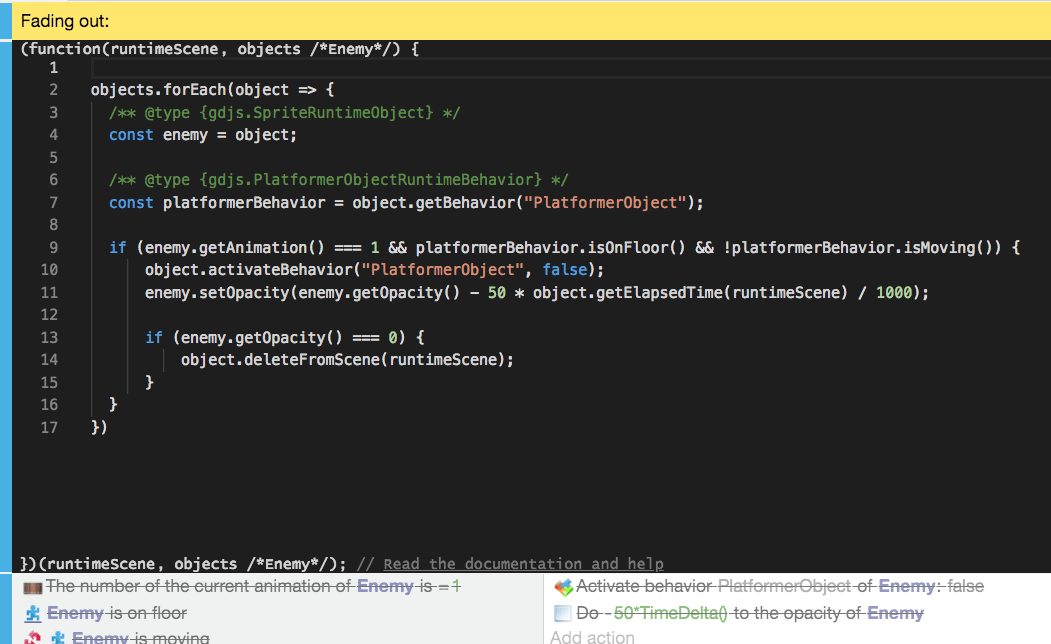 Fading out:
(function(runtimeScene, objects /*Enemy*/) {
1
2 objects.forEach(object => {
3 /** @type {gdjs.SpriteRuntimeObject} */
4 const enemy = object;
5
6 /** @type {gdjs.PlatformerObjectRuntimeBehavior} */
7 const platformerBehavior = object.getBehavior("PlatformerObject");
8
9 if (enemy.getAnimation() === 1 && platformerBehavior.isOnFloor() && !platformerBehavior.isMoving()) {
10 object.activateBehavior("PlatformerObject", false);
11 enemy.setOpacity(enemy.getOpacity() - 50 * object.getElapsedTime(runtimeScene) / 1000);
12
13 if (enemy.getOpacity() === 0) {
14 object.deleteFromScene(runtimeScene);
15 }
16 }
17 })
})(runtimeScene, objects /*Enemy*/); // Read the documentation and help
The number of the current animation of Enemy is = 1
Enemy is on floor
Enemy is moving
Activate behavior PlatformerObject of Enemy: false
Do -50*TimeDelta() to the opacity of Enemy
Add action